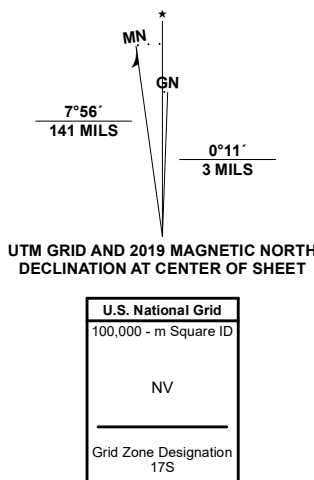 MN
GN
7°56´
141 MILS
0°11´
3 MILS
UTM GRID AND 2019 MAGNETIC NORTH
DECLINATION AT CENTER OF SHEET
U.S. National Grid
100,000 - m Square ID
NV
Grid Zone Designation
17S